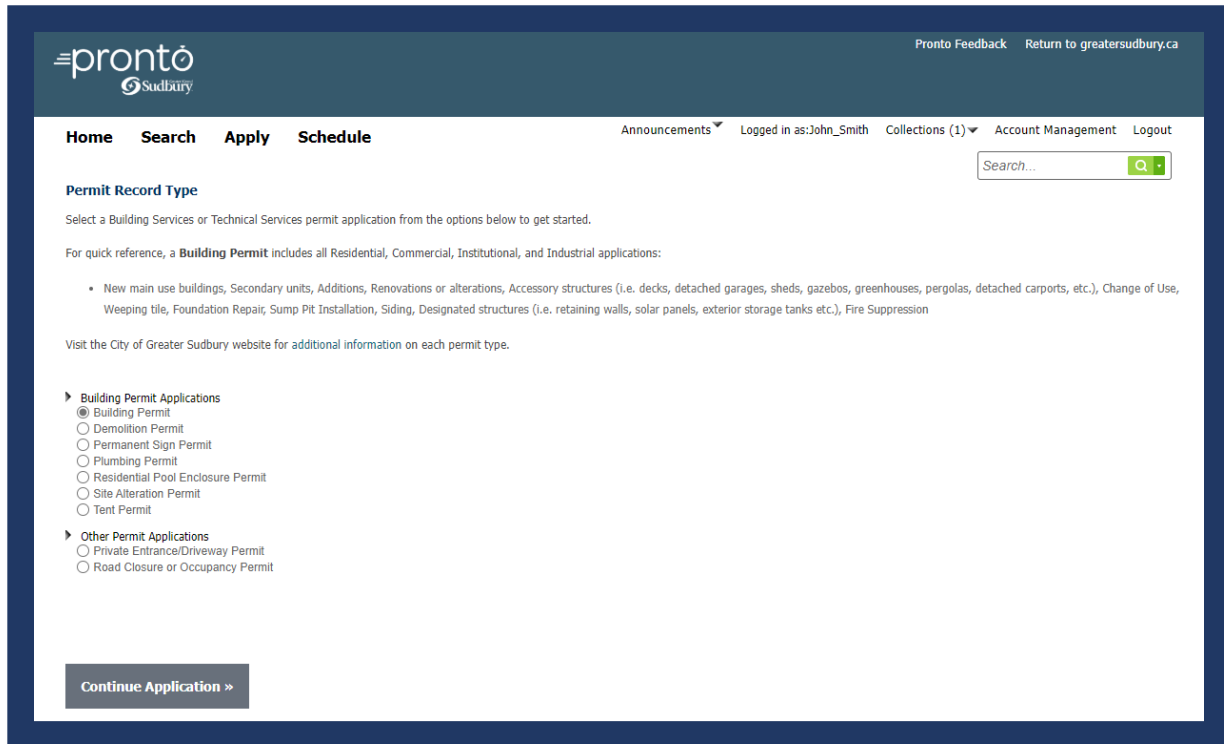 Pronto Feedback Return to greatersudbury.ca
prontó
Sudbury
Home Search Apply Schedule
Announcements Logged in as:John_Smith Collections (1) Account Management Logout
Search...
Permit Record Type
Select a Building Services or Technical Services permit application from the options below to get started.
For quick reference, a Building Permit includes all Residential, Commercial, Institutional, and Industrial applications:
• New main use buildings, Secondary units, Additions, Renovations or alterations, Accessory structures (i.e. decks, detached garages, sheds, gazebos, greenhouses, pergolas, detached carports, etc.), Change of Use,
Weeping tile, Foundation Repair, Sump Pit Installation, Siding, Designated structures (i.e. retaining walls, solar panels, exterior storage tanks etc.), Fire Suppression
Visit the City of Greater Sudbury website for additional information on each permit type.
Building Permit Applications
Building Permit
Demolition Permit
Permanent Sign Permit
Plumbing Permit
Residential Pool Enclosure Permit
Site Alteration Permit
Tent Permit
Other Permit Applications
Private Entrance/Driveway Permit
Road Closure or Occupancy Permit
Continue Application »